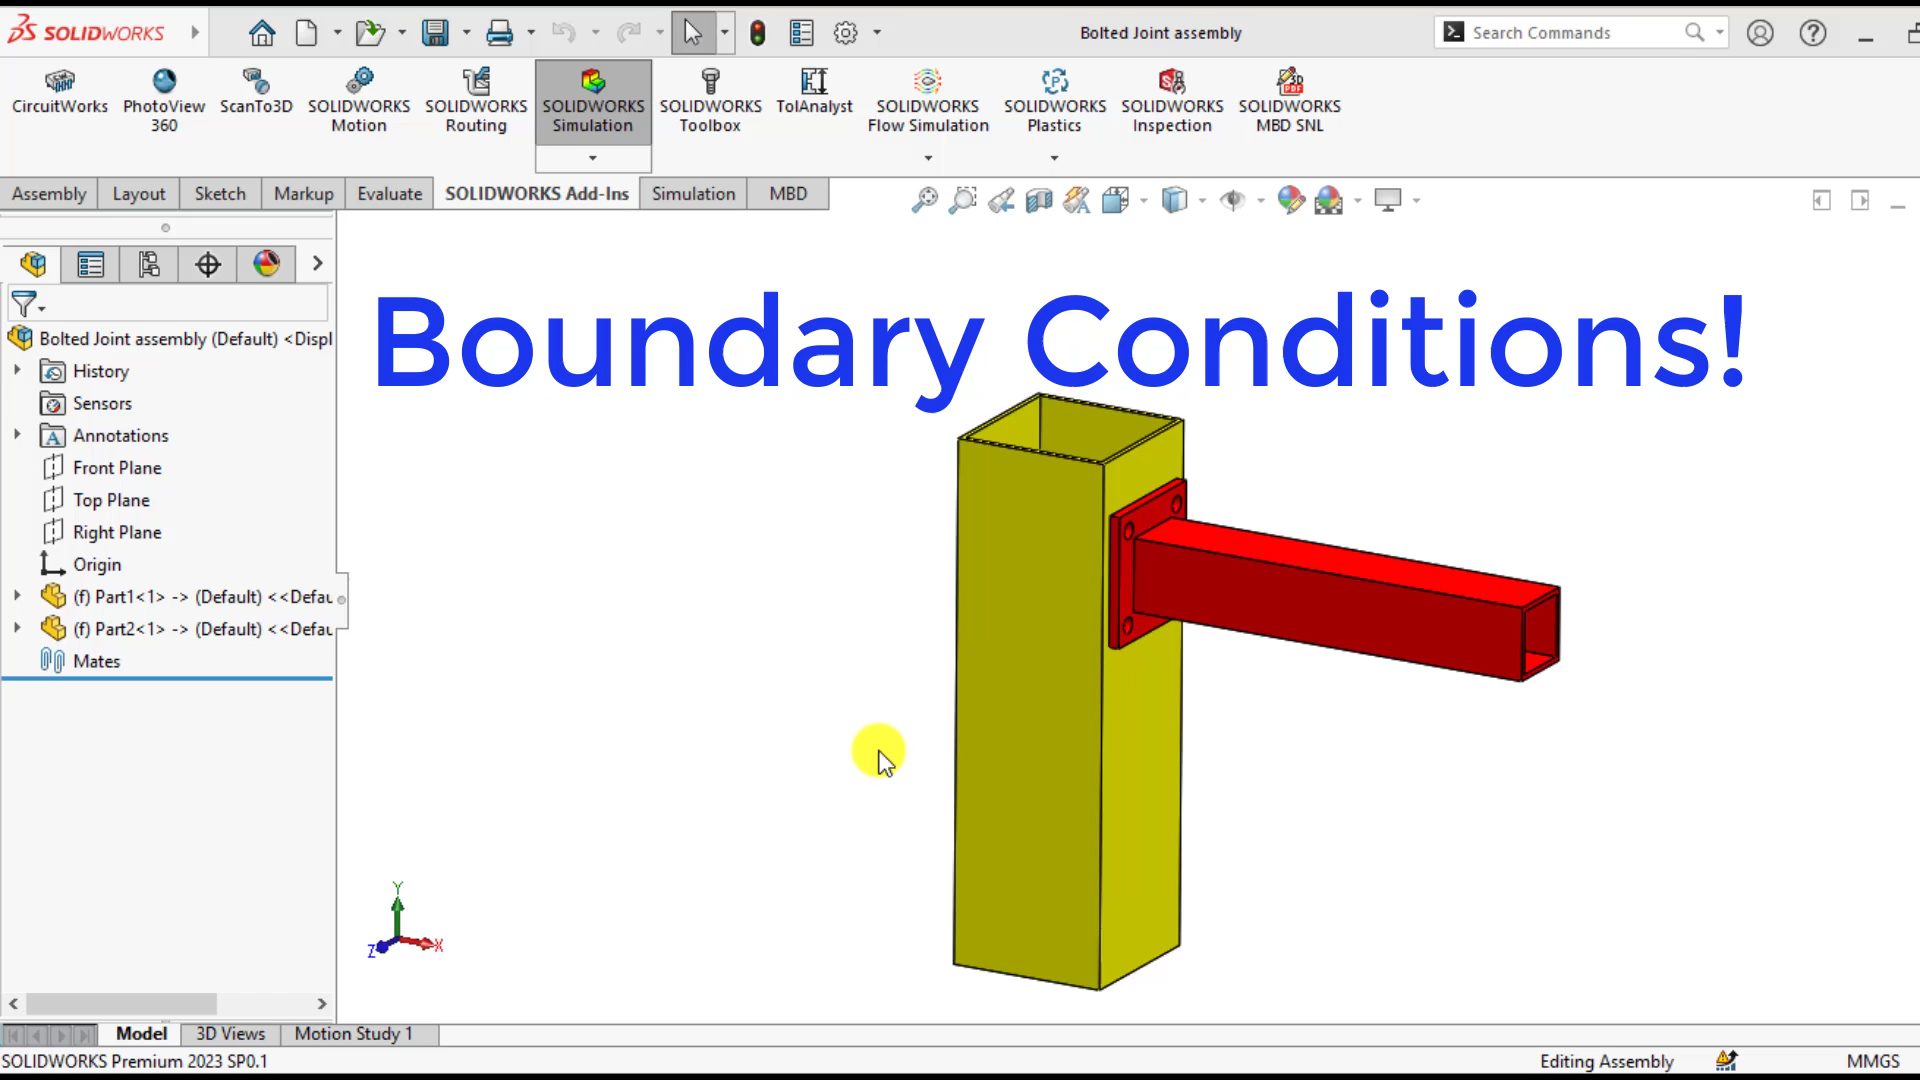 SOLIDWORKS
Bolted Joint assembly
Search Commands
CircuitWorks
PhotoView 360
ScanTo3D
SOLIDWORKS Motion
SOLIDWORKS Routing
SOLIDWORKS Simulation
SOLIDWORKS Toolbox
TolAnalyst
SOLIDWORKS Flow Simulation
SOLIDWORKS Plastics
SOLIDWORKS Inspection
SOLIDWORKS MBD SNL
Assembly
Layout
Sketch
Markup
Evaluate
SOLIDWORKS Add-Ins
Simulation
MBD
Boundary Conditions!
Bolted Joint assembly (Default) <Displ
History
Sensors
Annotations
Front Plane
Top Plane
Right Plane
Origin
(f) Part1<1> -> (Default) <<Defau
(f) Part2<1> -> (Default) <<Defau
Mates
Y
Z
X
Model
3D Views
Motion Study 1
SOLIDWORKS Premium 2023 SP0.1
Editing Assembly
MMGS